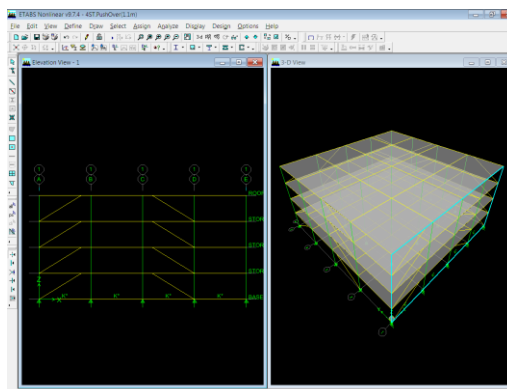 ETABS Nonlinear v9.7.4 - 4ST.PushOver(1.1m)
File Edit View Define Draw Select Assign Analyze Display Design Options Help
Elevation View - 1
3-D View
1 1 1 1 1
A B C D E
ROOF
STOR
STOR
STOR
BASE